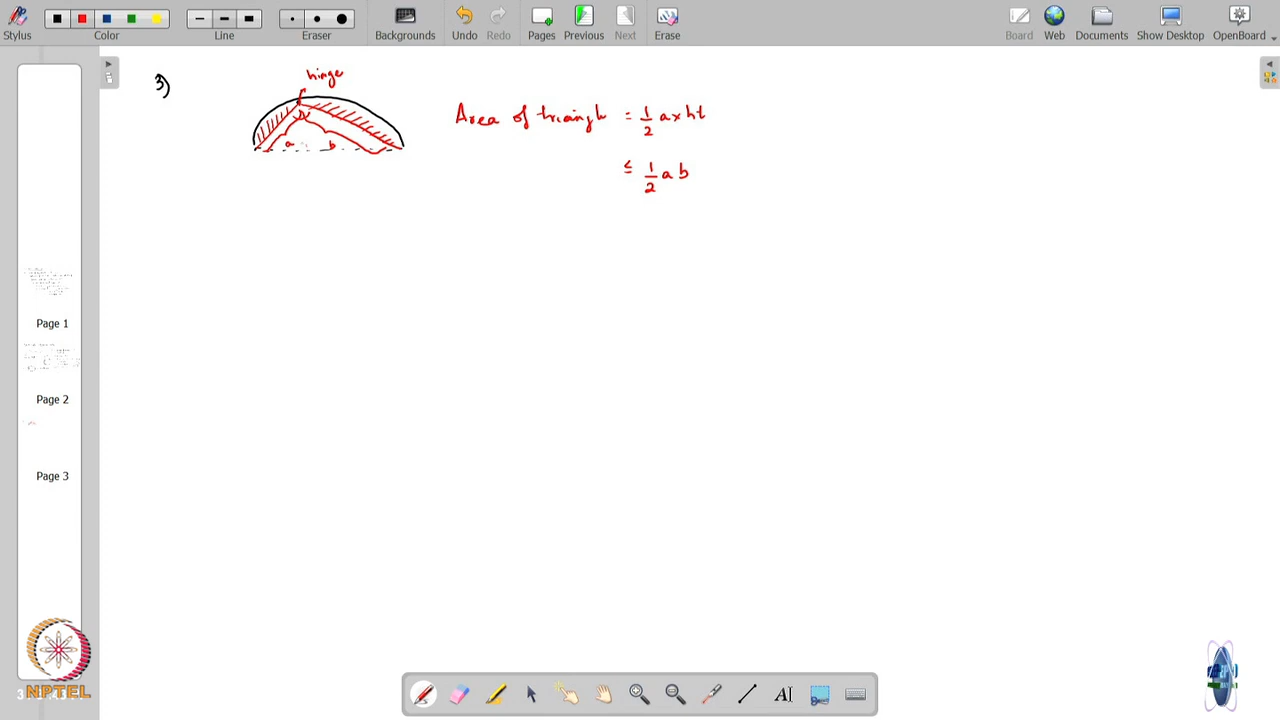 Stylus
Color
Line
Eraser
Backgrounds
Undo
Redo
Pages
Previous
Next
Erase
Board
Web
Documents
Show Desktop
OpenBoard
3)
hinge
a
b
Area of triangle = 1/2 a x ht
≤ 1/2 a b
Page 1
Page 2
Page 3
NPTEL